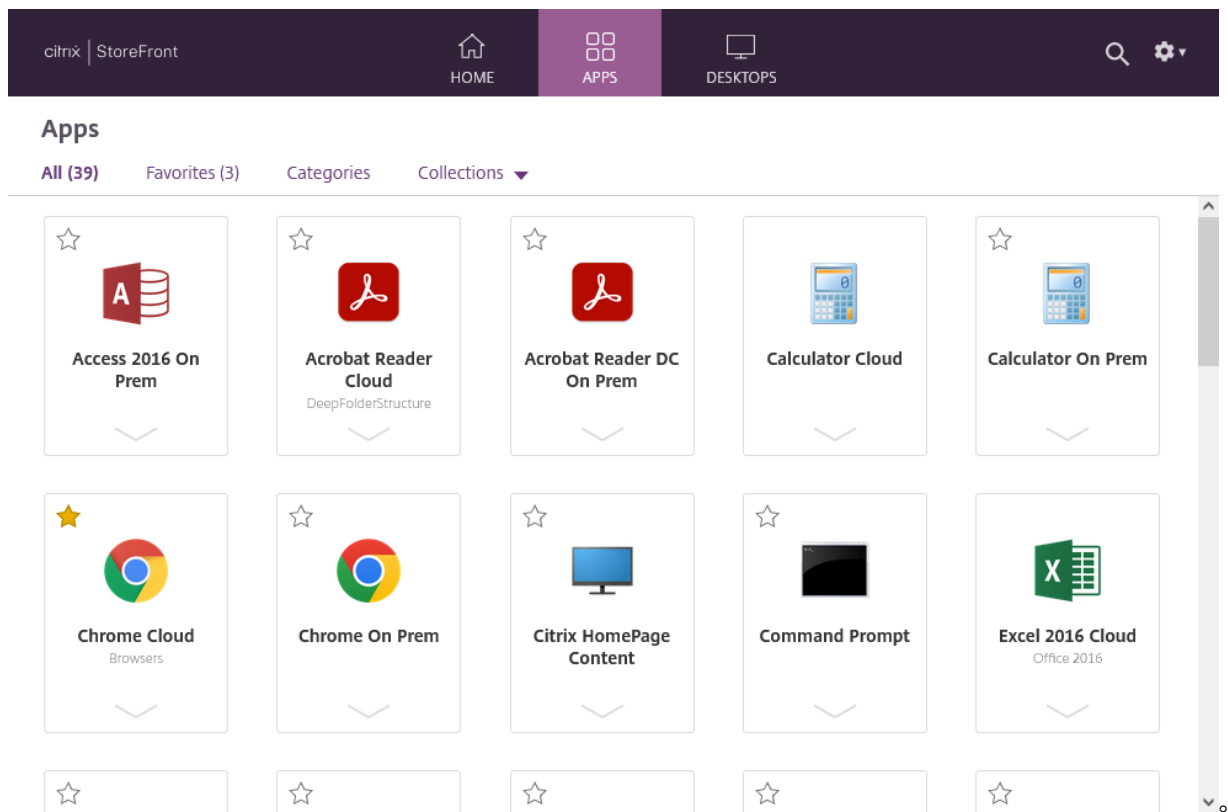 citrix | StoreFront
HOME
APPS
DESKTOPS
Apps
All (39)
Favorites (3)
Categories
Collections
Access 2016 On
Prem
Acrobat Reader
Cloud
DeepFolderStructure
Acrobat Reader DC
On Prem
Calculator Cloud
Calculator On Prem
Chrome Cloud
Browsers
Chrome On Prem
Citrix HomePage
Content
Command Prompt
Excel 2016 Cloud
Office 2016